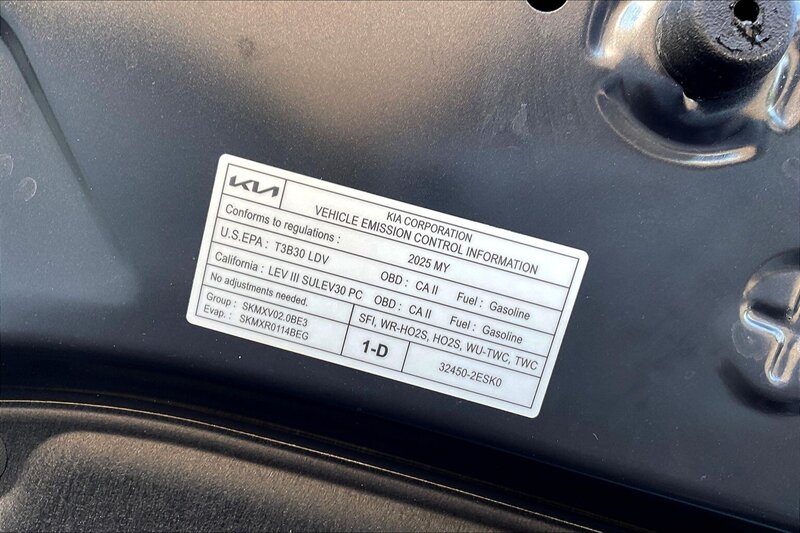 KIA
KIA CORPORATION
VEHICLE EMISSION CONTROL INFORMATION
Conforms to regulations : 2025 MY
U.S.EPA : T3B30 LDV OBD : CA II Fuel : Gasoline
California : LEV III SULEV30 PC OBD : CA II Fuel : Gasoline
No adjustments needed. SFI, WR-HO2S, HO2S, WU-TWC, TWC
Group : SKMXV02.0BE3
Evap. : SKMXR0114BEG
1-D
32450-2ESK0